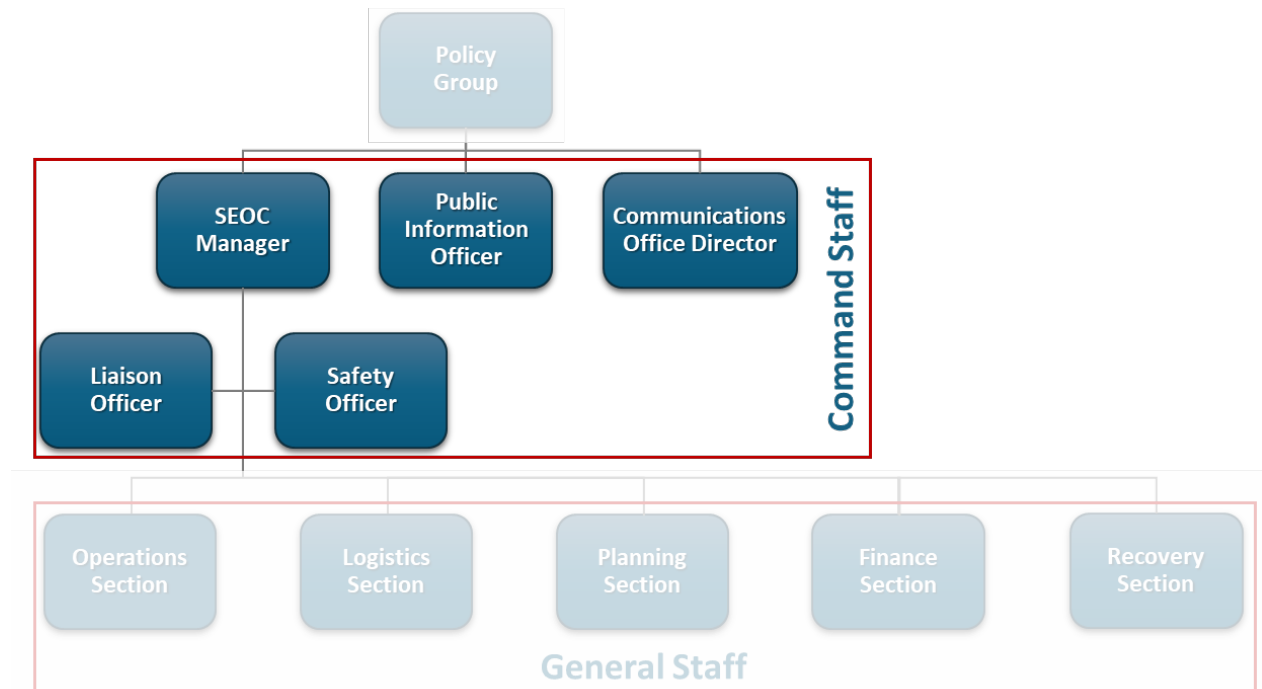 Policy
Group
SEOC
Manager
Public
Information
Officer
Communications
Office Director
Command Staff
Liaison
Officer
Safety
Officer
Operations
Section
Logistics
Section
Planning
Section
Finance
Section
Recovery
Section
General Staff